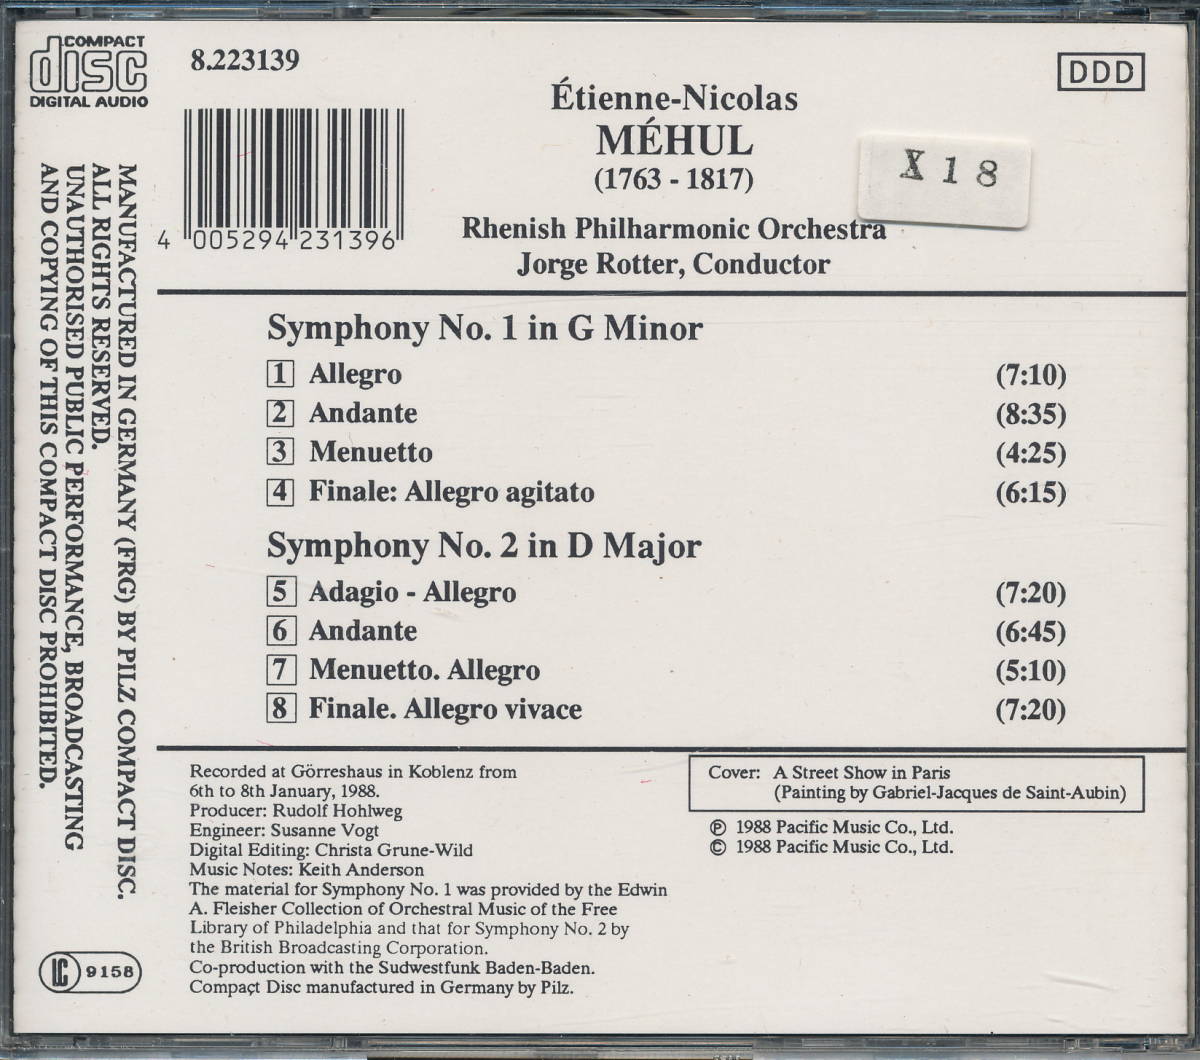 COMPACT
disc
DIGITAL AUDIO
8.223139
DDD
4 005294 231396
Étienne-Nicolas
MÉHUL
(1763 - 1817)
X18
Rhenish Philharmonic Orchestra
Jorge Rotter, Conductor
MANUFACTURED IN GERMANY (FRG) BY PILZ COMPACT DISC.
ALL RIGHTS RESERVED.
UNAUTHORISED PUBLIC PERFORMANCE, BROADCASTING
AND COPYING OF THIS COMPACT DISC PROHIBITED.
Symphony No. 1 in G Minor
1 Allegro (7:10)
2 Andante (8:35)
3 Menuetto (4:25)
4 Finale: Allegro agitato (6:15)
Symphony No. 2 in D Major
5 Adagio - Allegro (7:20)
6 Andante (6:45)
7 Menuetto. Allegro (5:10)
8 Finale. Allegro vivace (7:20)
Recorded at Görreshaus in Koblenz from
6th to 8th January, 1988.
Producer: Rudolf Hohlweg
Engineer: Susanne Vogt
Digital Editing: Christa Grune-Wild
Music Notes: Keith Anderson
The material for Symphony No. 1 was provided by the Edwin
A. Fleisher Collection of Orchestral Music of the Free
Library of Philadelphia and that for Symphony No. 2 by
the British Broadcasting Corporation.
Co-production with the Sudwestfunk Baden-Baden.
Compact Disc manufactured in Germany by Pilz.
Cover: A Street Show in Paris
(Painting by Gabriel-Jacques de Saint-Aubin)
℗ 1988 Pacific Music Co., Ltd.
© 1988 Pacific Music Co., Ltd.
LC 9158